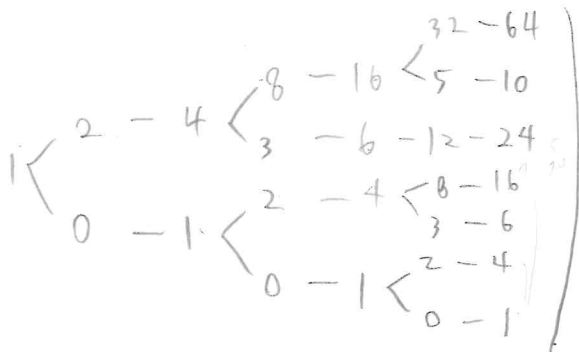 32 - 64
8 - 16 < 5 - 10
2 - 4 < 3 - 6 - 12 - 24
1 < 2 - 4 < 8 - 16
3 - 6
0 - 1 < 2 - 4
0 - 1 < 0 - 1